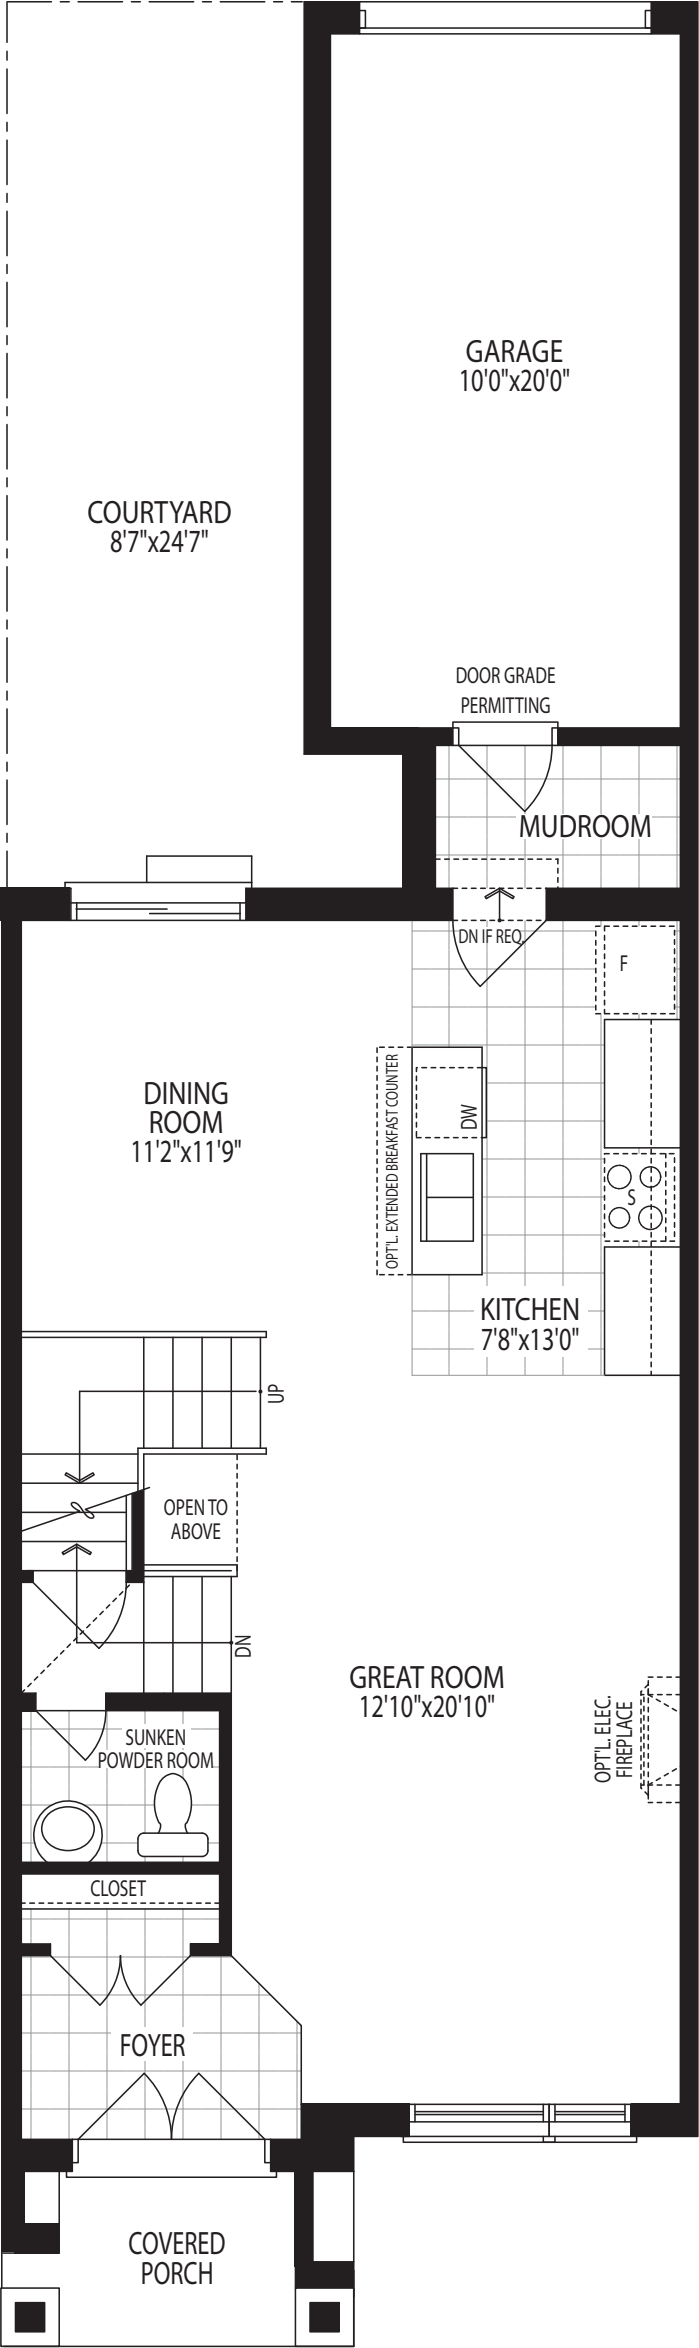 GARAGE
10'0"x20'0"
COURTYARD
8'7"x24'7"
DOOR GRADE
PERMITTING
MUDROOM
DN IF REQ.
F
DINING
ROOM
11'2"x11'9"
OPT'L. EXTENDED BREAKFAST COUNTER
DW
S
KITCHEN
7'8"x13'0"
UP
OPEN TO
ABOVE
DN
GREAT ROOM
12'10"x20'10"
OPT'L. ELEC.
FIREPLACE
SUNKEN
POWDER ROOM
CLOSET
FOYER
COVERED
PORCH